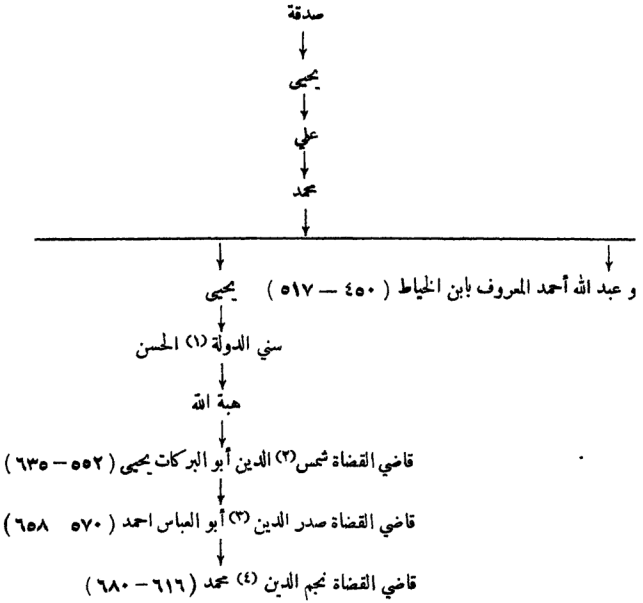 صدقة
يحيى
علي
محمد
و عبد الله أحمد المعروف بابن الخياط ( ٤٥٠ — ٥١٧ )
يحيى
سني الدولة (١) الحسن
هبة الله
قاضي القضاة شمس(٢) الدين أبو البركات يحيى ( ٥٥٢ – ٦٣٥ )
قاضي القضاة صدر الدين (٣) أبو العباس احمد ( ٥٧٠ ٦٥٨ )
قاضي القضاة نجم الدين (٤) محمد ( ٦١٦ – ٦٨٠ )